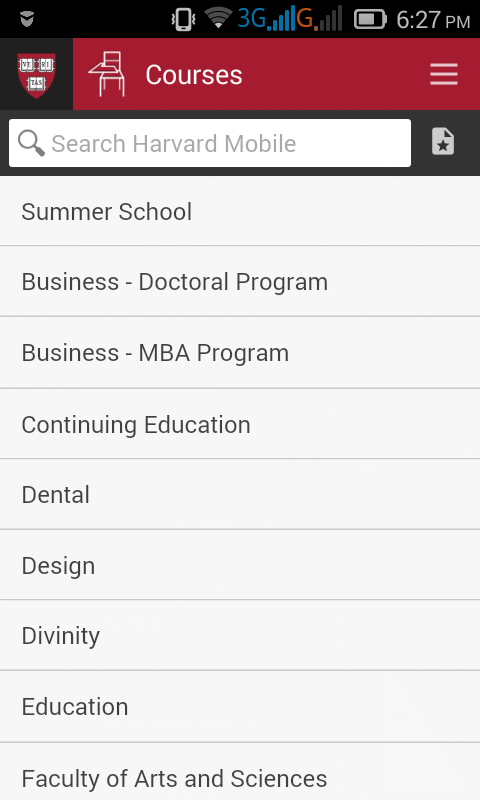 3G G 6:27 PM
VE RI TAS Courses
Search Harvard Mobile
Summer School
Business - Doctoral Program
Business - MBA Program
Continuing Education
Dental
Design
Divinity
Education
Faculty of Arts and Sciences